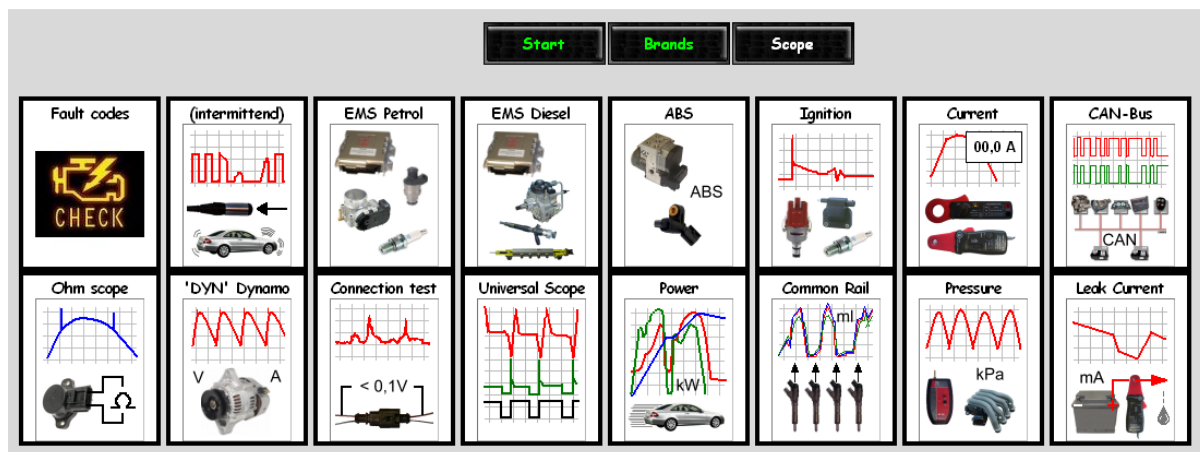 Start Brands Scope
Fault codes (intermittend) EMS Petrol EMS Diesel ABS Ignition Current CAN-Bus
00,0 A
ABS
CHECK
CAN
Ohm scope 'DYN' Dynamo Connection test Universal Scope Power Common Rail Pressure Leak Current
ml
V A < 0,1V kW kPa mA
Ω